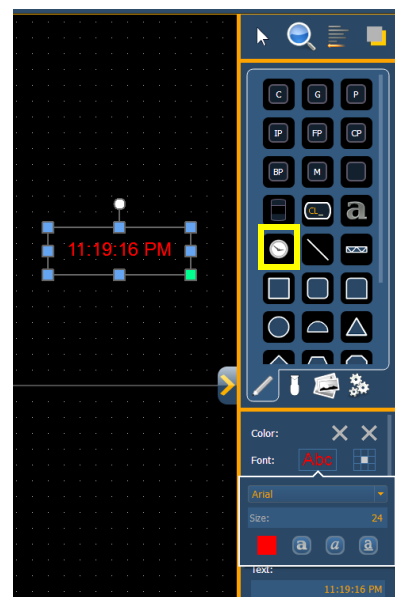 C G P
IP FP CP
BP M
CL_ a
11:19:16 PM
Color:
Font: Abc
Arial
Size: 24
a a a
Text:
11:19:16 PM